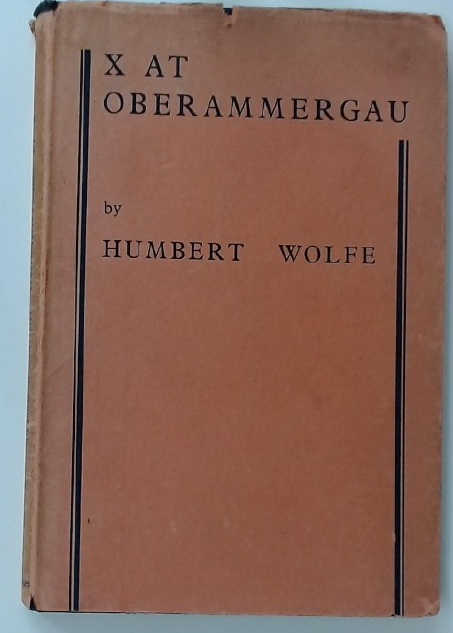 X AT
OBERAMMERGAU
by
HUMBERT WOLFE